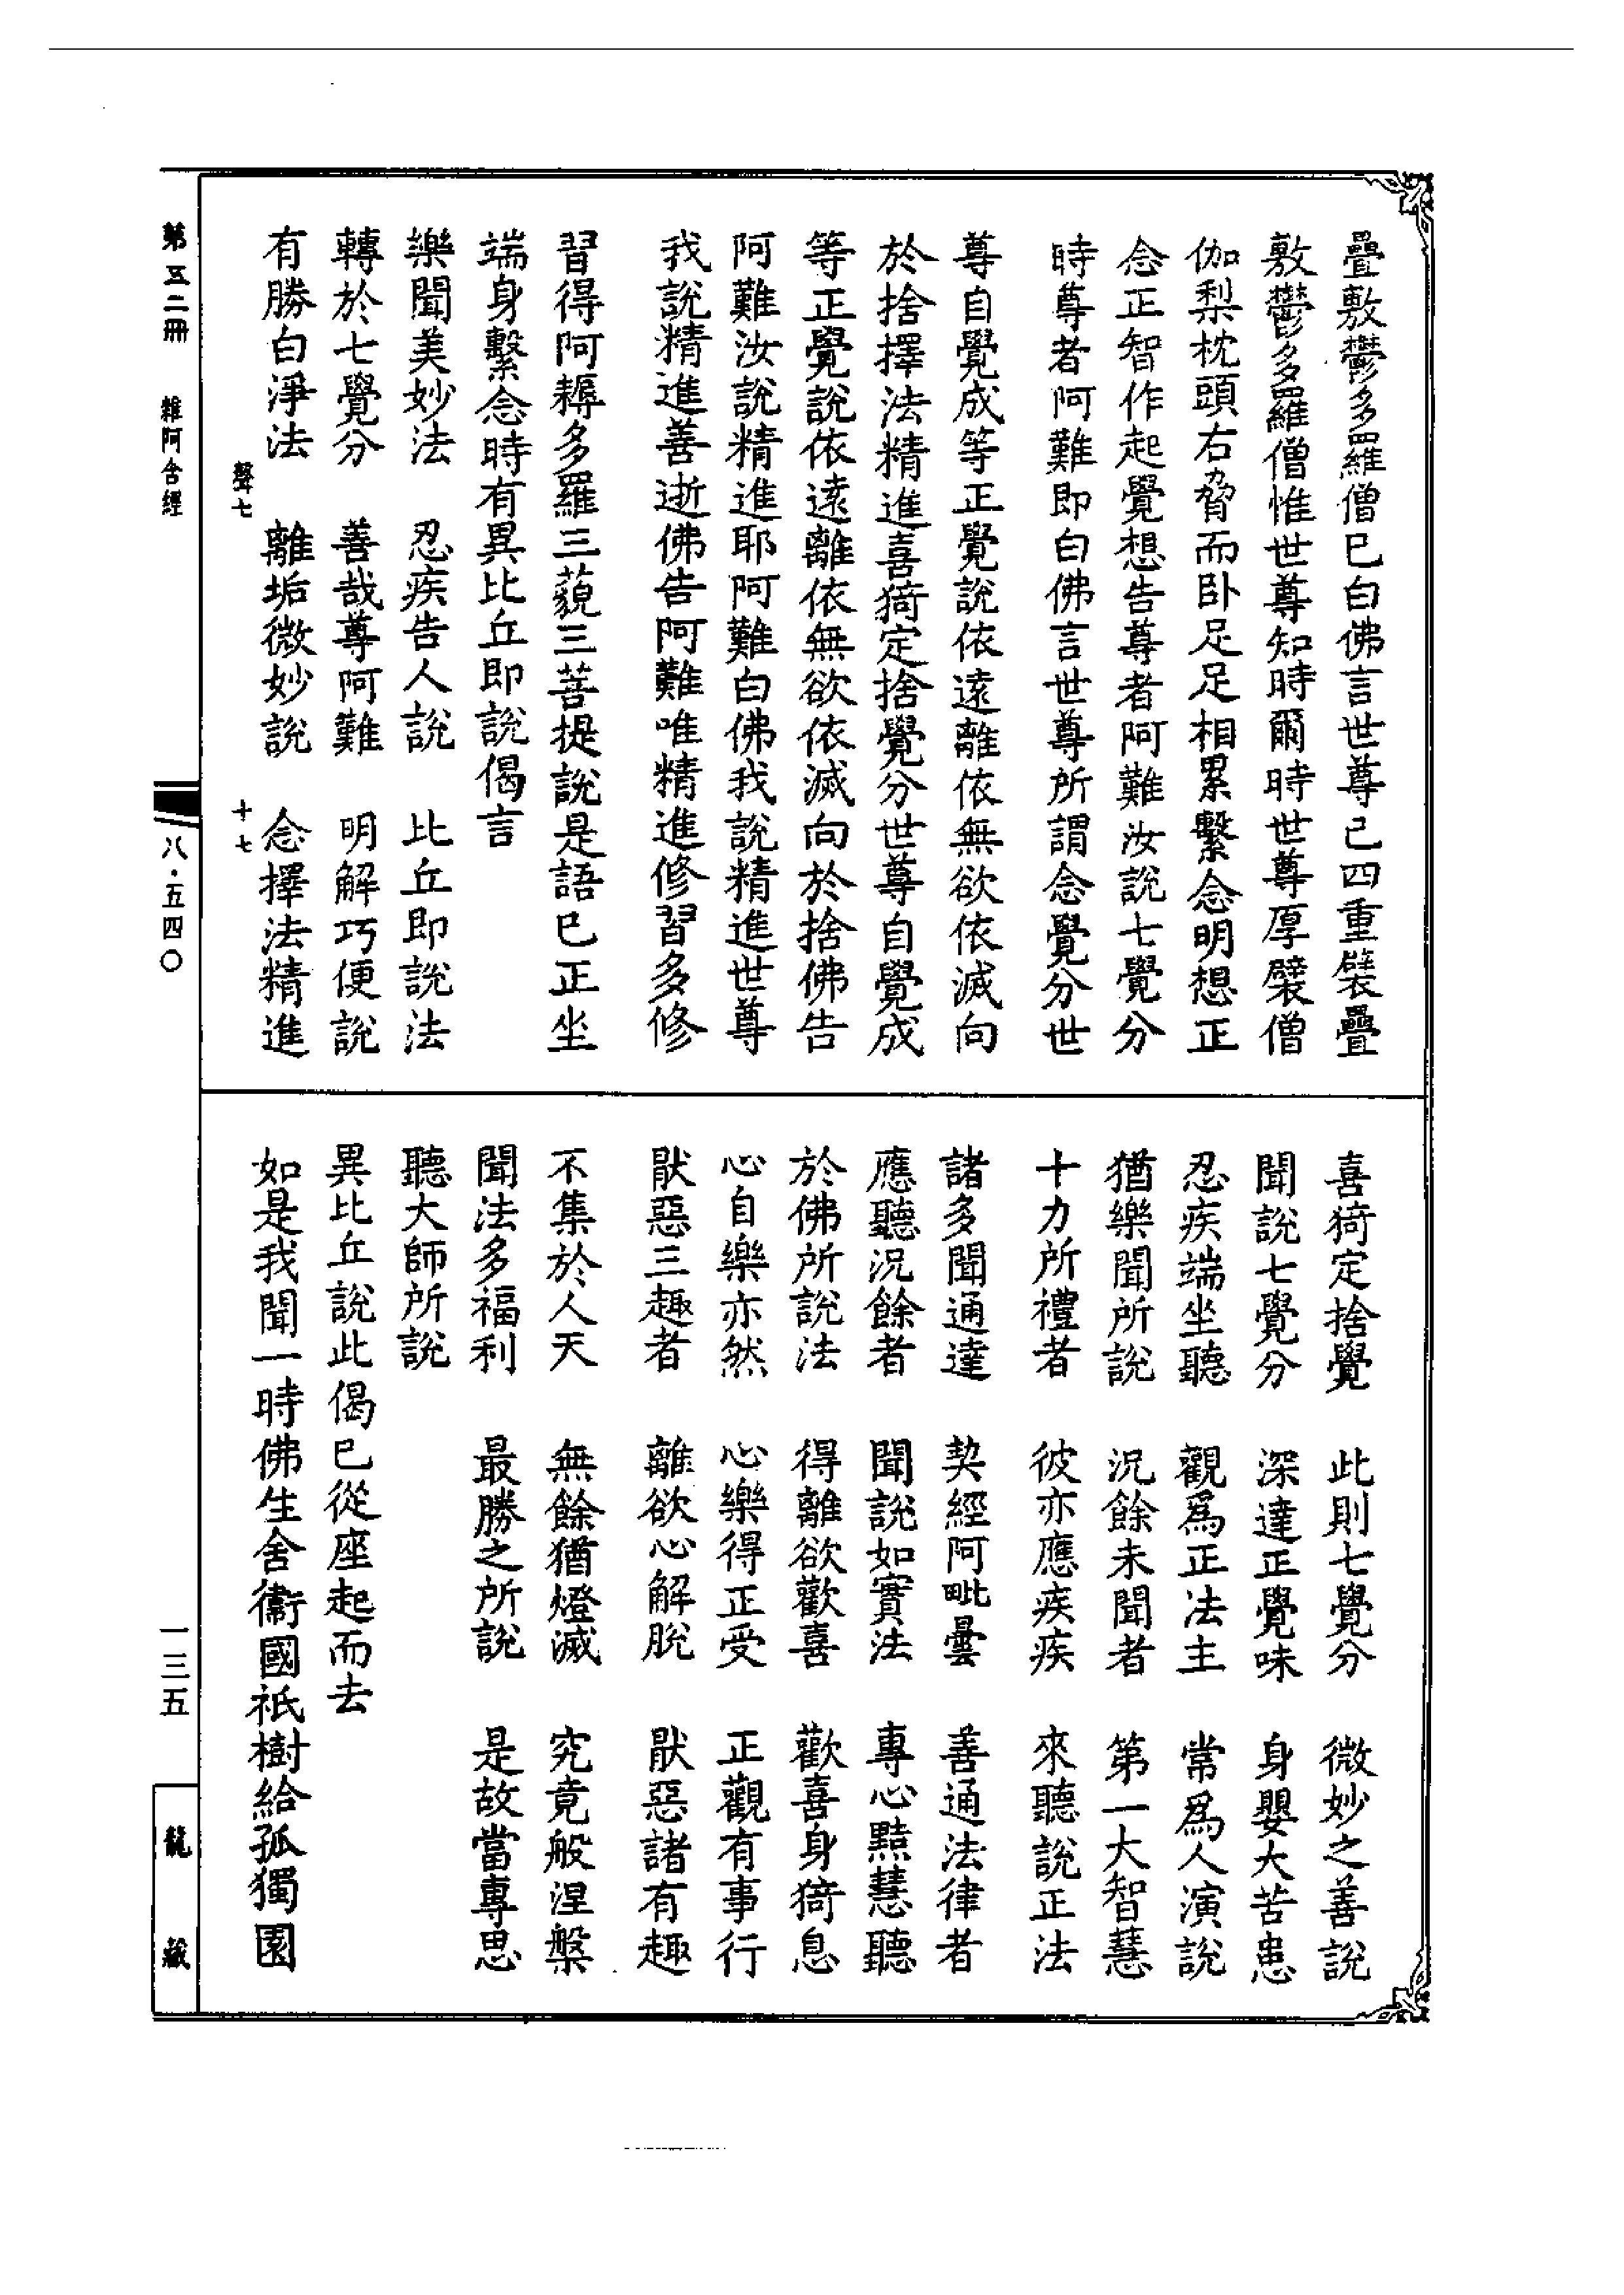 疊敷鬱多羅僧已白佛言世尊已四重襞疊
敷鬱多羅僧惟世尊知時爾時世尊厚襞僧
伽梨枕頭右脅而卧足足相累繫念明想正
念正智作起覺想告尊者阿難汝說七覺分
時尊者阿難即白佛言世尊所謂念覺分世
尊自覺成等正覺說依遠離依無欲依滅向
於捨擇法精進喜猗定捨覺分世尊自覺成
等正覺說依遠離依無欲依滅向於捨佛告
阿難汝說精進耶阿難白佛我說精進世尊
我說精進善逝佛告阿難唯精進修習多修
習得阿耨多羅三藐三菩提說是語已正坐
端身繫念時有異比丘即說偈言
樂聞美妙法　忍疾告人說　比丘即說法
轉於七覺分　善哉尊阿難　明解巧便說
有勝白淨法　離垢微妙說　念擇法精進
聲七　十七
喜猗定捨覺　此則七覺分　微妙之善說
聞說七覺分　深達正覺味　身嬰大苦患
忍疾端坐聽　觀爲正法主　常爲人演說
猶樂聞所說　況餘未聞者　第一大智慧
十力所禮者　彼亦應疾疾　來聽說正法
諸多聞通達　契經阿毗曇　善通法律者
應聽況餘者　聞說如實法　專心黠慧聽
於佛所說法　得離欲歡喜　歡喜身猗息
心自樂亦然　心樂得正受　正觀有事行
猒惡三趣者　離欲心解脫　猒惡諸有趣
不集於人天　無餘猶燈滅　究竟般涅槃
聞法多福利　最勝之所說　是故當專思
聽大師所說
異比丘說此偈已從座起而去
如是我聞一時佛住舍衞國祇樹給孤獨園
第五二冊　雜阿含經　八・五四〇　一三五　龍藏